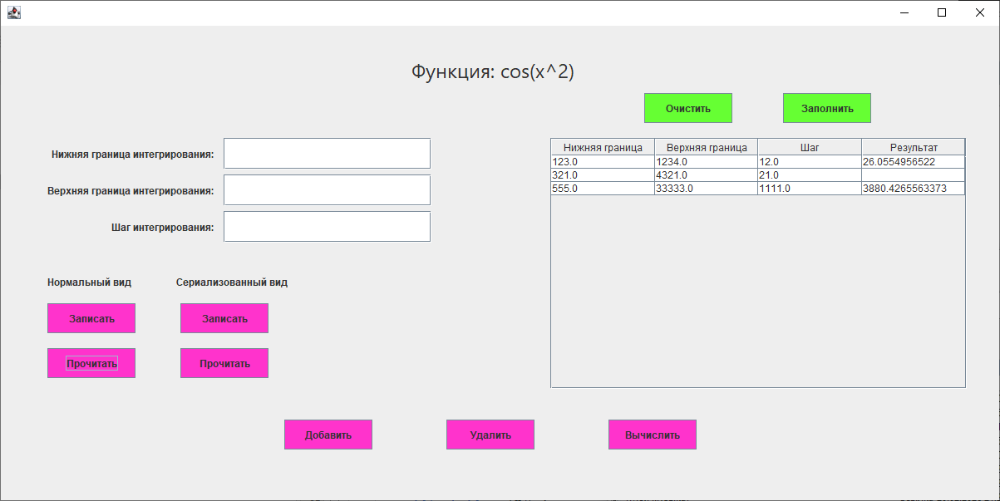 Функция: cos(x^2)
Очистить Заполнить
Нижняя граница интегрирования:
Верхняя граница интегрирования:
Шаг интегрирования:
Нижняя граница Верхняя граница Шаг Результат
123.0 1234.0 12.0 26.0554956522
321.0 4321.0 21.0
555.0 33333.0 1111.0 3880.4265563373
Нормальный вид Сериализованный вид
Записать Записать
Прочитать Прочитать
Добавить Удалить Вычислить